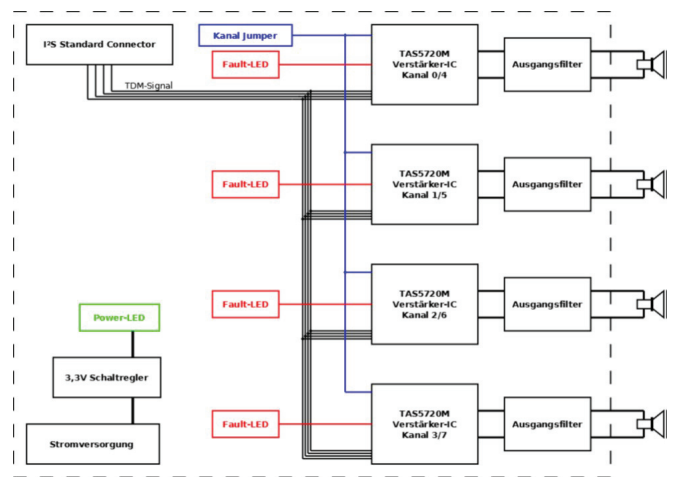 I²S Standard Connector
Kanal Jumper
Fault-LED
TDM-Signal
TAS5720M
Verstärker-IC
Kanal 0/4
Ausgangsfilter
Fault-LED
TAS5720M
Verstärker-IC
Kanal 1/5
Ausgangsfilter
Fault-LED
TAS5720M
Verstärker-IC
Kanal 2/6
Ausgangsfilter
Power-LED
3,3V Schaltregler
Stromversorgung
Fault-LED
TAS5720M
Verstärker-IC
Kanal 3/7
Ausgangsfilter